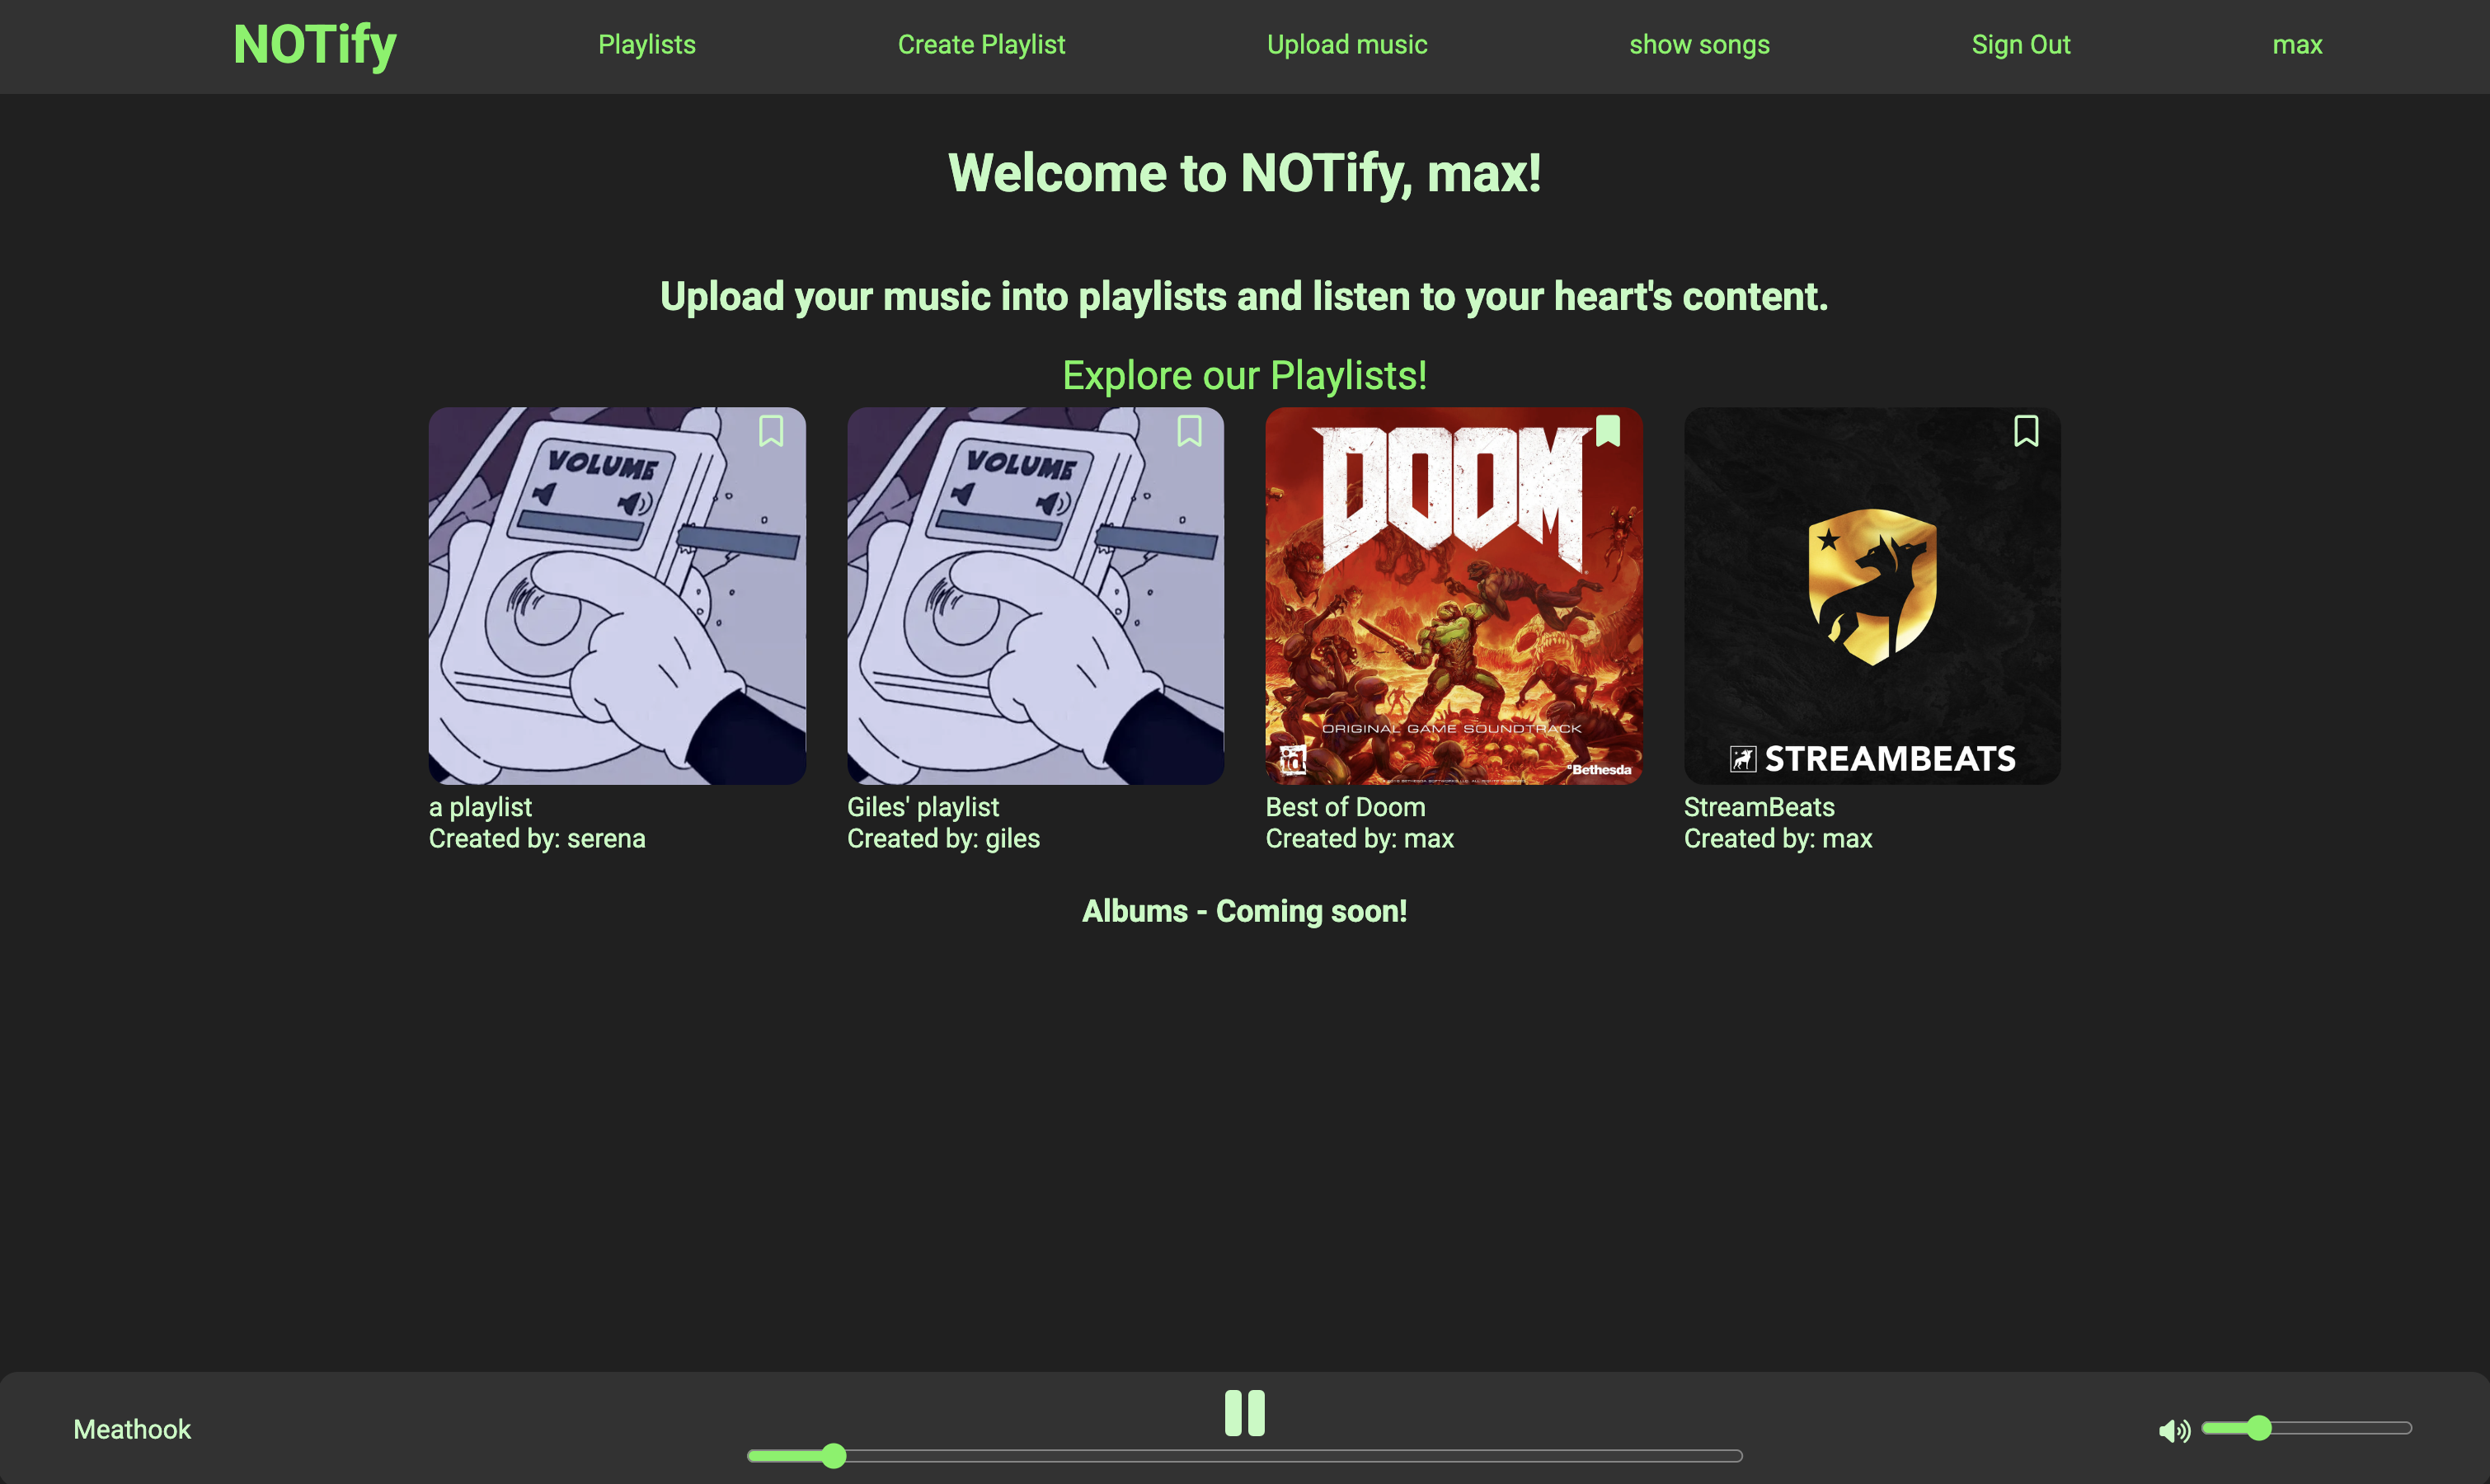 NOTify
Playlists
Create Playlist
Upload music
show songs
Sign Out
max
Welcome to NOTify, max!
Upload your music into playlists and listen to your heart's content.
Explore our Playlists!
VOLUME
VOLUME
DOOM
ORIGINAL GAME SOUNDTRACK
id
Bethesda
STREAMBEATS
a playlist
Created by: serena
Giles' playlist
Created by: giles
Best of Doom
Created by: max
StreamBeats
Created by: max
Albums - Coming soon!
Meathook